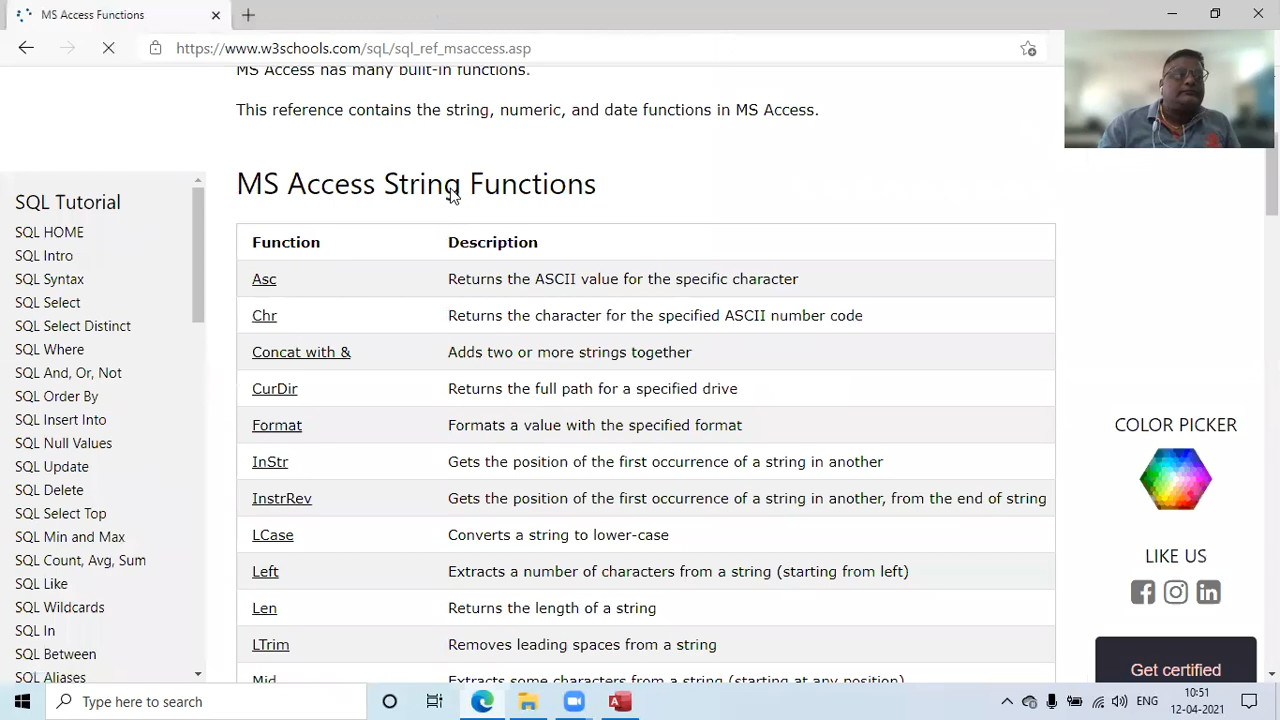 MS Access Functions
https://www.w3schools.com/sqL/sql_ref_msaccess.asp
MS Access has many built-in functions.
This reference contains the string, numeric, and date functions in MS Access.
MS Access String Functions
SQL Tutorial
SQL HOME
SQL Intro
SQL Syntax
SQL Select
SQL Select Distinct
SQL Where
SQL And, Or, Not
SQL Order By
SQL Insert Into
SQL Null Values
SQL Update
SQL Delete
SQL Select Top
SQL Min and Max
SQL Count, Avg, Sum
SQL Like
SQL Wildcards
SQL In
SQL Between
SQL Aliases
Function Description
Asc Returns the ASCII value for the specific character
Chr Returns the character for the specified ASCII number code
Concat with & Adds two or more strings together
CurDir Returns the full path for a specified drive
Format Formats a value with the specified format
InStr Gets the position of the first occurrence of a string in another
InstrRev Gets the position of the first occurrence of a string in another, from the end of string
LCase Converts a string to lower-case
Left Extracts a number of characters from a string (starting from left)
Len Returns the length of a string
LTrim Removes leading spaces from a string
Mid Extracts some characters from a string (starting at any position)
COLOR PICKER
LIKE US
Get certified
Type here to search
ENG
10:51
12-04-2021